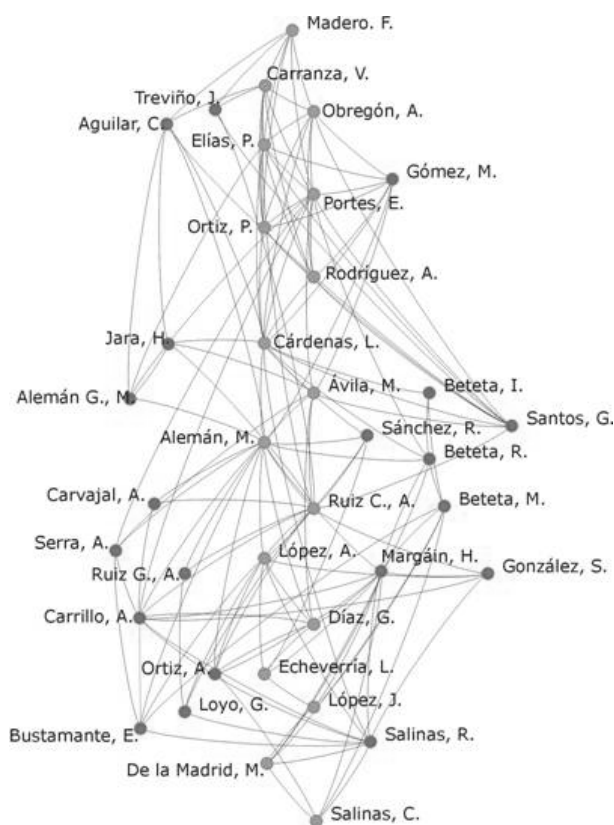 Madero. F.
Carranza, V.
Treviño, J.
Obregón, A.
Aguilar, C.
Elías, P.
Gómez, M.
Portes, E.
Ortiz, P.
Rodríguez, A.
Jara, H.
Cárdenas, L.
Ávila, M.
Beteta, I.
Alemán G., M.
Santos, G.
Sánchez, R.
Alemán, M.
Beteta, R.
Carvajal, A.
Ruiz C., A.
Beteta, M.
Serra, A.
López, A.
Margáin, H.
González, S.
Ruiz G., A.
Carrillo, A.
Díaz, G.
Ortiz, A.
Echeverría, L.
Loyo, G.
López, J.
Bustamante, E.
Salinas, R.
De la Madrid, M.
Salinas, C.